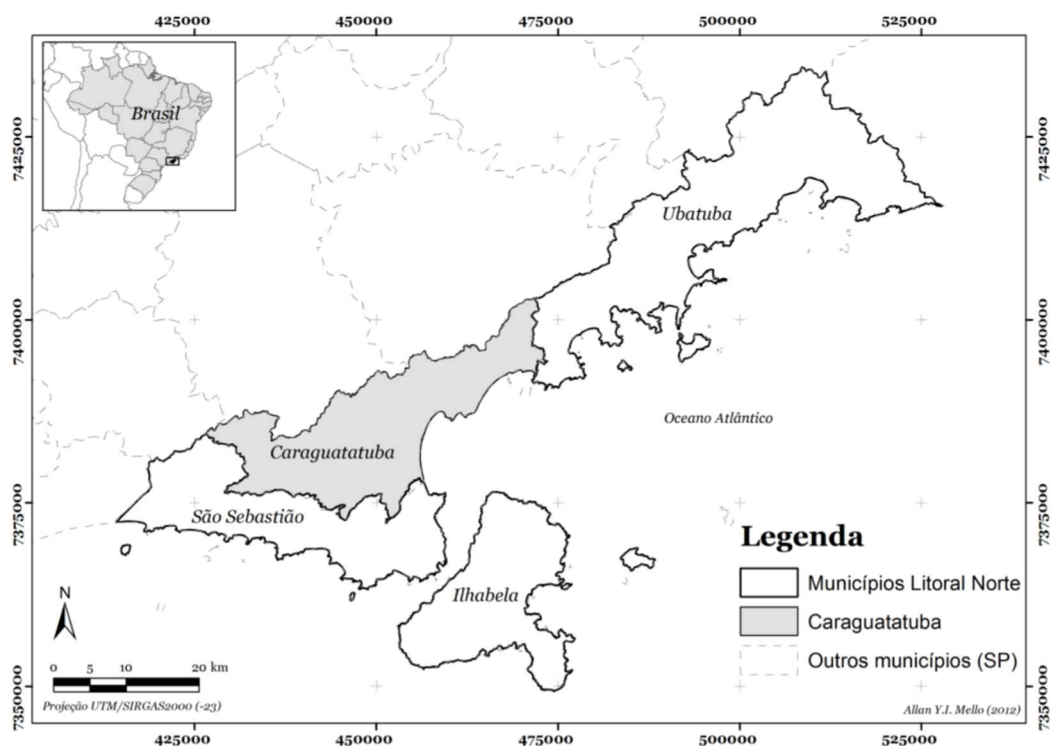 425000 450000 475000 500000 525000
Brasil
7425000 7425000
Ubatuba
7400000 7400000
Oceano Atlântico
Caraguatatuba
7375000 7375000
São Sebastião
Legenda
Municípios Litoral Norte
Ilhabela
Caraguatatuba
Outros municípios (SP)
N
0 5 10 20 km
7350000 7350000
Projeção UTM/SIRGAS2000 (-23)
Allan Y.I. Mello (2012)
425000 450000 475000 500000 525000